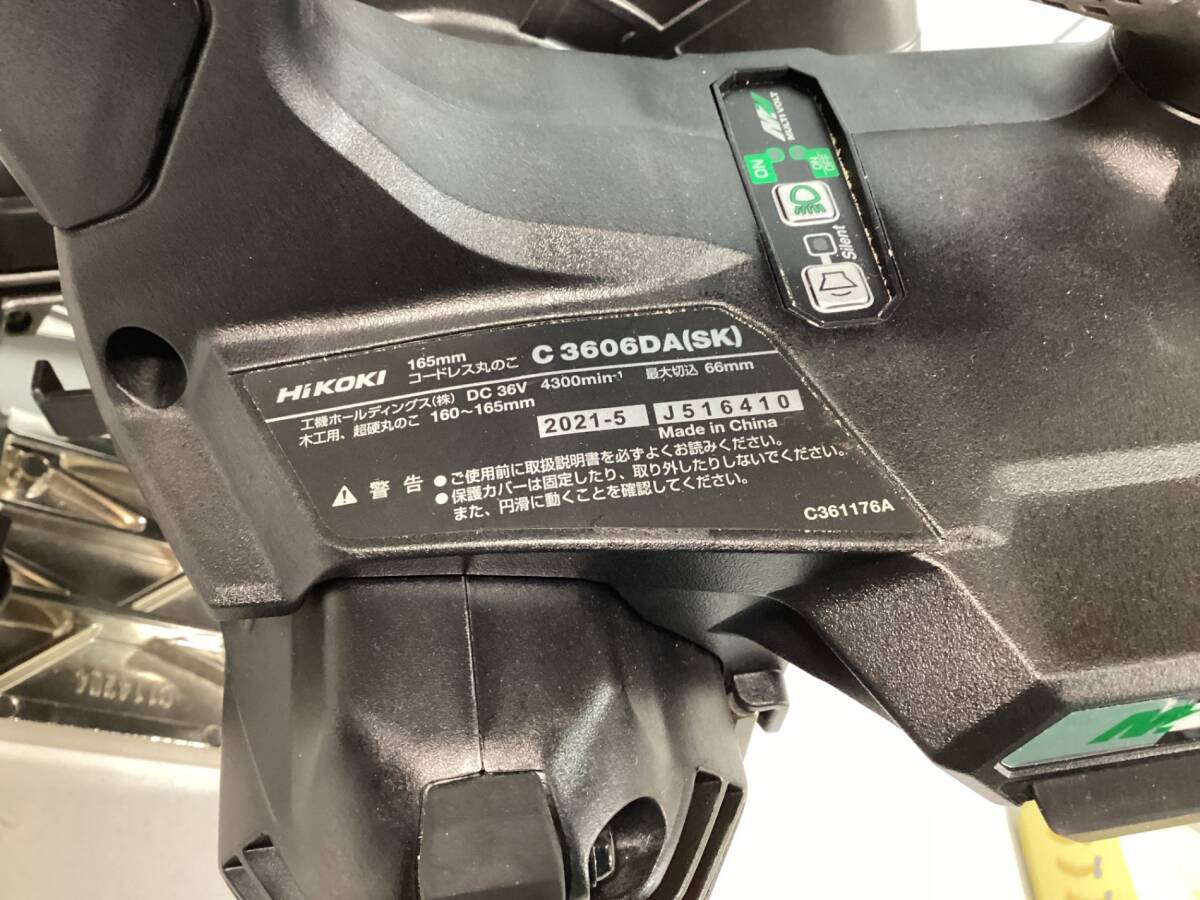 MULTI VOLT
ON
ON-OFF
Silent
HiKOKI 165mm コードレス丸のこ C 3606DA(SK)
工機ホールディングス(株) DC 36V 4300min-1 最大切込 66mm
木工用、超硬丸のこ 160～165mm 2021-5 J516410
Made in China
警告 ●ご使用前に取扱説明書を必ずよくお読みください。
●保護カバーは固定したり、取り外したりしないでください。
また、円滑に動くことを確認してください。
C361176A